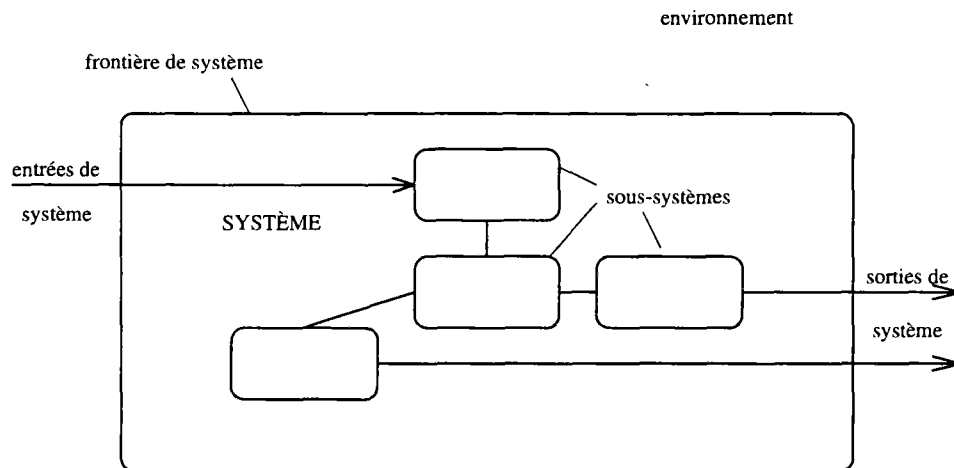 environnement
frontière de système
entrées de
système
SYSTÈME
sous-systèmes
sorties de
système